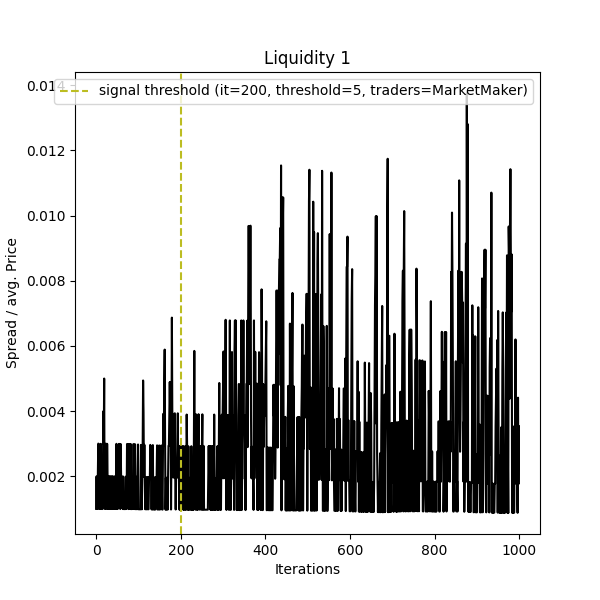 Liquidity 1
0.014
signal threshold (it=200, threshold=5, traders=MarketMaker)
0.012
0.010
0.008
0.006
0.004
0.002
Spread / avg. Price
0 200 400 600 800 1000
Iterations